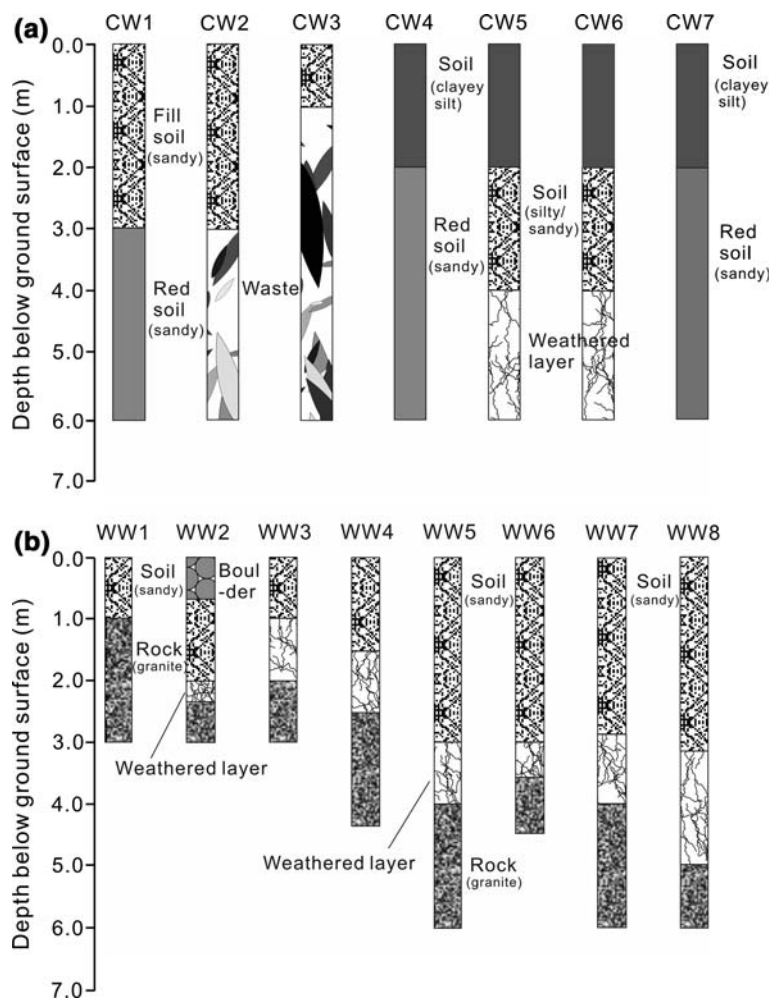 (a)
CW1 CW2 CW3 CW4 CW5 CW6 CW7
Depth below ground surface (m)
0.0
1.0
2.0
3.0
4.0
5.0
6.0
7.0
Fill
soil
(sandy)
Red
soil
(sandy)
Waste
Soil
(clayey
silt)
Red
soil
(sandy)
Soil
(silty/
sandy)
Weathered
layer
Soil
(clayey
silt)
Red
soil
(sandy)
(b)
WW1 WW2 WW3 WW4 WW5 WW6 WW7 WW8
Depth below ground surface (m)
0.0
1.0
2.0
3.0
4.0
5.0
6.0
7.0
Soil
(sandy)
Rock
(granite)
Boul
-der
Weathered layer
Soil
(sandy)
Weathered layer
Rock
(granite)
Soil
(sandy)